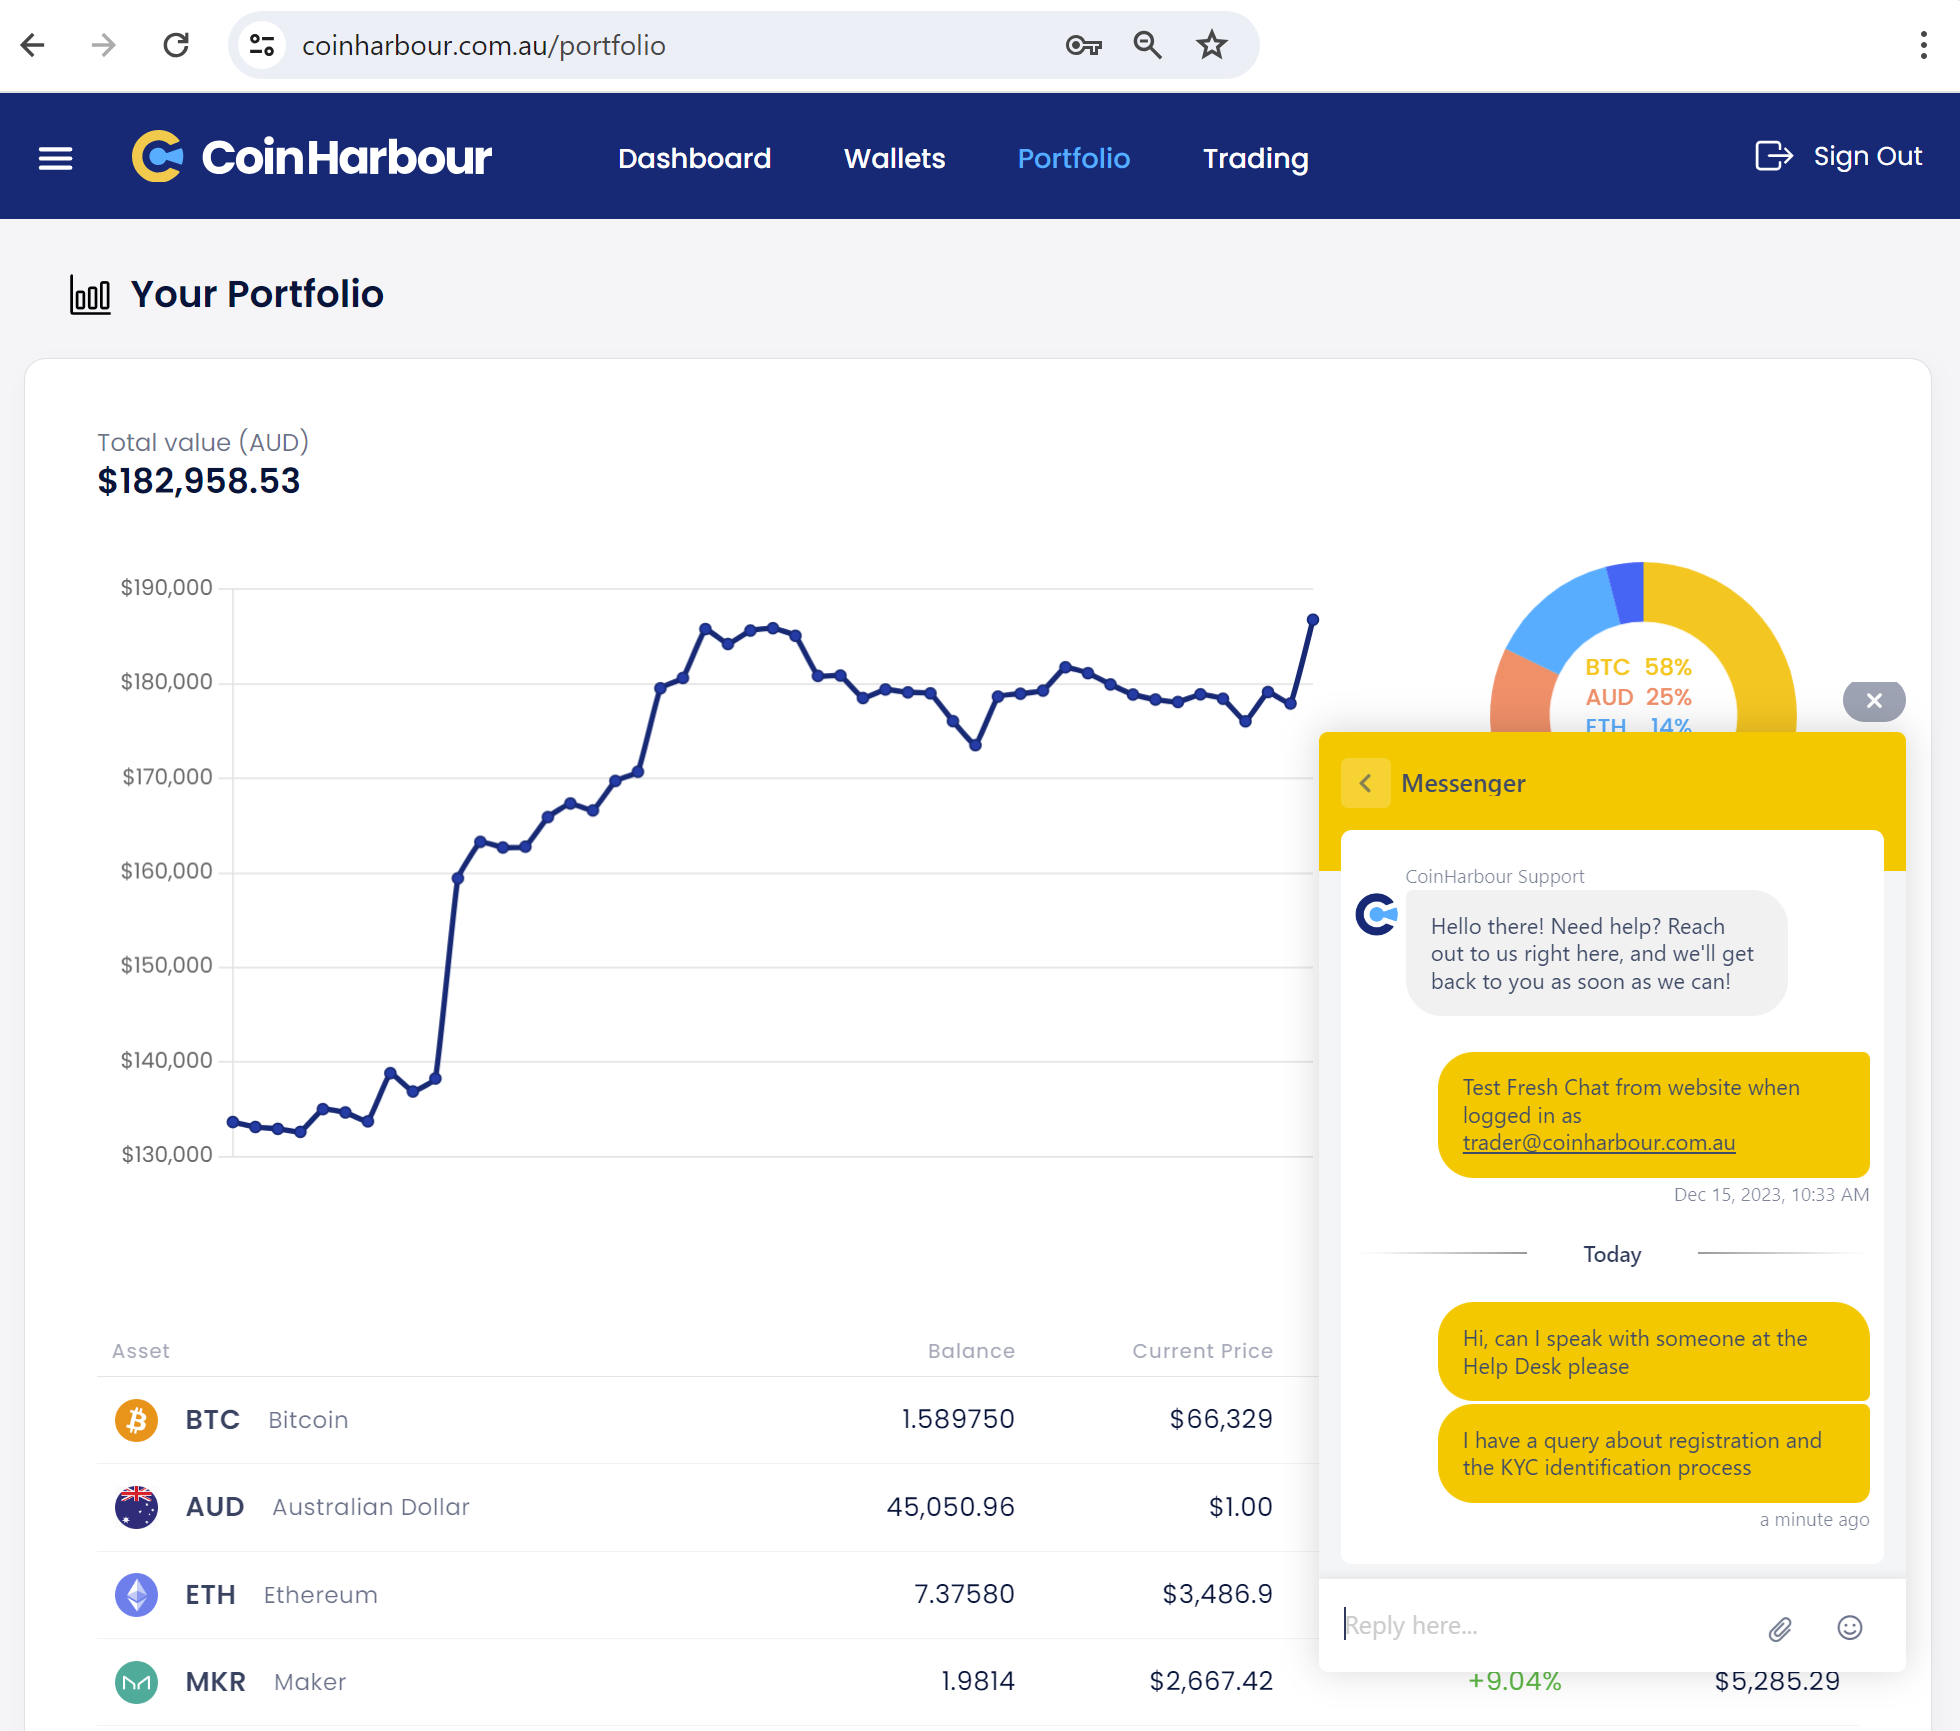 coinharbour.com.au/portfolio
CoinHarbour
Dashboard
Wallets
Portfolio
Trading
Sign Out
Your Portfolio
Total value (AUD)
$182,958.53
$190,000
$180,000
$170,000
$160,000
$150,000
$140,000
$130,000
BTC 58%
AUD 25%
ETH 14%
Messenger
CoinHarbour Support
Hello there! Need help? Reach
out to us right here, and we'll get
back to you as soon as we can!
Test Fresh Chat from website when
logged in as
trader@coinharbour.com.au
Dec 15, 2023, 10:33 AM
Today
Hi, can I speak with someone at the
Help Desk please
I have a query about registration and
the KYC identification process
a minute ago
Reply here...
Asset Balance Current Price
BTC Bitcoin 1.589750 $66,329
AUD Australian Dollar 45,050.96 $1.00
ETH Ethereum 7.37580 $3,486.9
MKR Maker 1.9814 $2,667.42 +9.04% $5,285.29